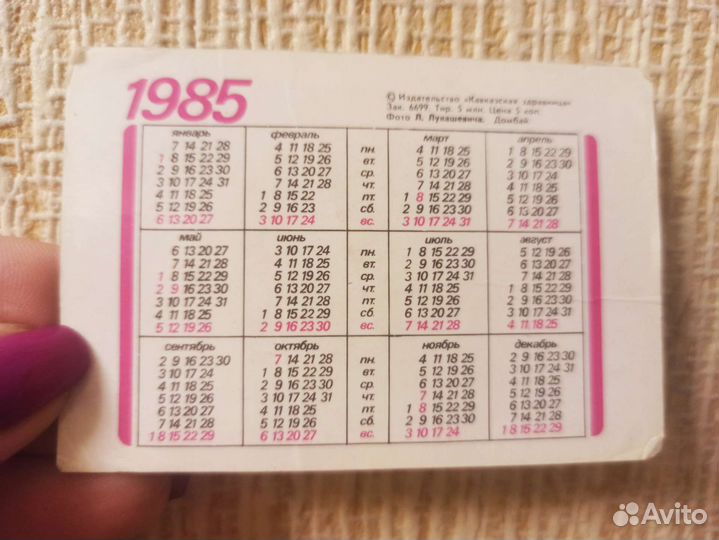 1985
© Издательство «Кавказская здравница»
Зак. 6699. Тир. 5 млн. Цена 5 коп.
Фото Л. Лукашевича. Домбай.
январь февраль март апрель
7 14 21 28 4 11 18 25 пн. 4 11 18 25 1 8 15 22 29
1 8 15 22 29 5 12 19 26 вт. 5 12 19 26 2 9 16 23 30
2 9 16 23 30 6 13 20 27 ср. 6 13 20 27 3 10 17 24
3 10 17 24 31 7 14 21 28 чт. 7 14 21 28 4 11 18 25
4 11 18 25 1 8 15 22 пт. 1 8 15 22 29 5 12 19 26
5 12 19 26 2 9 16 23 сб. 2 9 16 23 30 6 13 20 27
6 13 20 27 3 10 17 24 вс. 3 10 17 24 31 7 14 21 28
май июнь июль август
6 13 20 27 3 10 17 24 пн. 1 8 15 22 29 5 12 19 26
7 14 21 28 4 11 18 25 вт. 2 9 16 23 30 6 13 20 27
1 8 15 22 29 5 12 19 26 ср. 3 10 17 24 31 7 14 21 28
2 9 16 23 30 6 13 20 27 чт. 4 11 18 25 1 8 15 22 29
3 10 17 24 31 7 14 21 28 пт. 5 12 19 26 2 9 16 23 30
4 11 18 25 1 8 15 22 29 сб. 6 13 20 27 3 10 17 24 31
5 12 19 26 2 9 16 23 30 вс. 7 14 21 28 4 11 18 25
сентябрь октябрь ноябрь декабрь
2 9 16 23 30 7 14 21 28 пн. 4 11 18 25 2 9 16 23 30
3 10 17 24 1 8 15 22 29 вт. 5 12 19 26 3 10 17 24 31
4 11 18 25 2 9 16 23 30 ср. 6 13 20 27 4 11 18 25
5 12 19 26 3 10 17 24 31 чт. 7 14 21 28 5 12 19 26
6 13 20 27 4 11 18 25 пт. 1 8 15 22 29 6 13 20 27
7 14 21 28 5 12 19 26 сб. 2 9 16 23 30 7 14 21 28
1 8 15 22 29 6 13 20 27 вс. 3 10 17 24 1 8 15 22 29
Avito